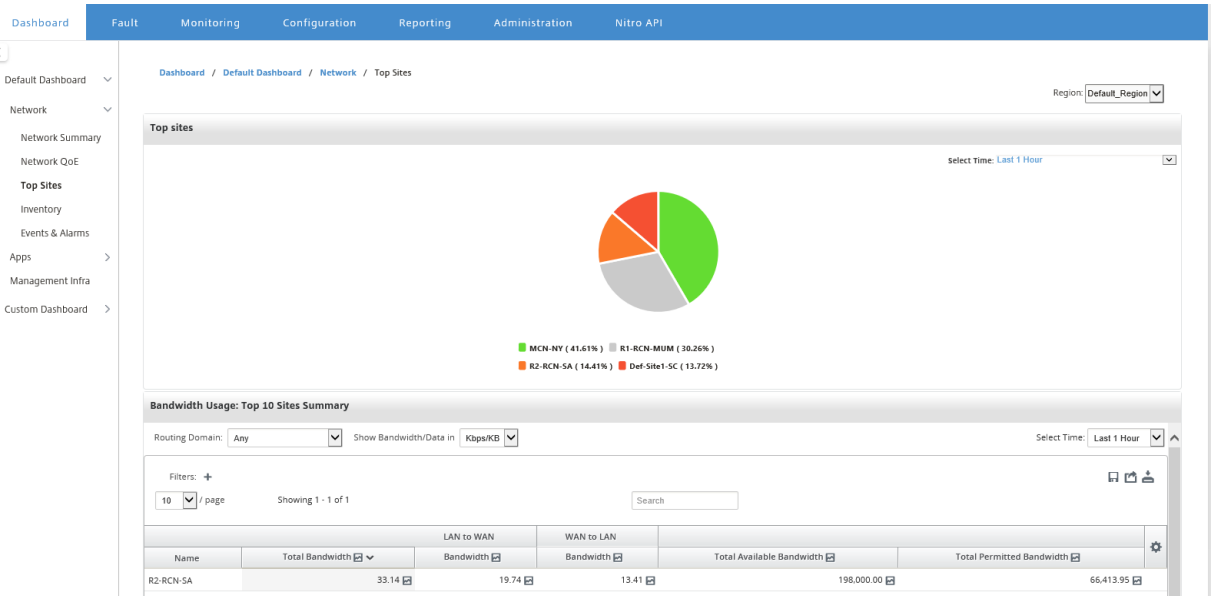 Dashboard Fault Monitoring Configuration Reporting Administration Nitro API
Default Dashboard
Network
Network Summary
Network QoE
Top Sites
Inventory
Events & Alarms
Apps
Management Infra
Custom Dashboard
Dashboard / Default Dashboard / Network / Top Sites
Region: Default_Region
Top sites
Select Time: Last 1 Hour
MCN-NY ( 41.61% ) R1-RCN-MUM ( 30.26% )
R2-RCN-SA ( 14.41% ) Def-Site1-SC ( 13.72% )
Bandwidth Usage: Top 10 Sites Summary
Routing Domain: Any Show Bandwidth/Data in Kbps/KB Select Time: Last 1 Hour
Filters: +
10 / page Showing 1 - 1 of 1 Search
LAN to WAN WAN to LAN
Name Total Bandwidth Bandwidth Bandwidth Total Available Bandwidth Total Permitted Bandwidth
R2-RCN-SA 33.14 19.74 13.41 198,000.00 66,413.95